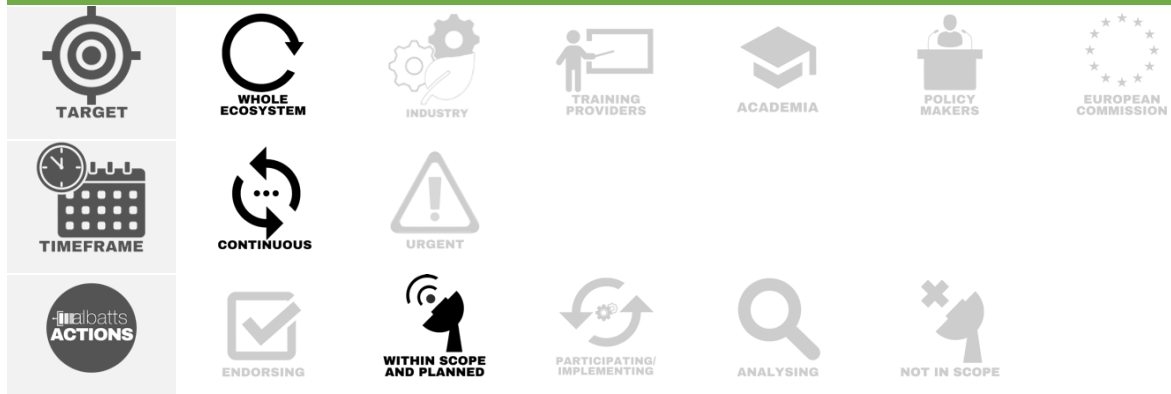 TARGET
WHOLE
ECOSYSTEM
INDUSTRY
TRAINING
PROVIDERS
ACADEMIA
POLICY
MAKERS
EUROPEAN
COMMISSION
TIMEFRAME
CONTINUOUS
URGENT
albatts
ACTIONS
ENDORSING
WITHIN SCOPE
AND PLANNED
PARTICIPATING/
IMPLEMENTING
ANALYSING
NOT IN SCOPE